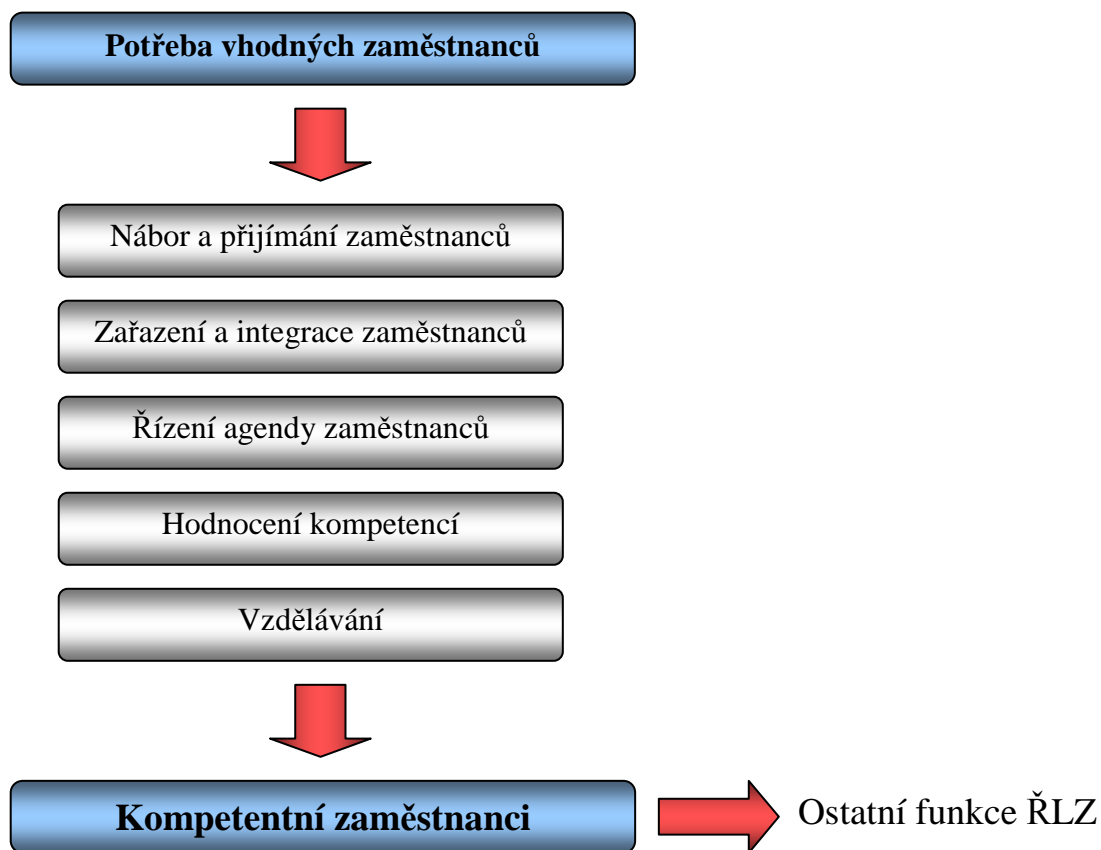 Potřeba vhodných zaměstnanců
Nábor a přijímání zaměstnanců
Zařazení a integrace zaměstnanců
Řízení agendy zaměstnanců
Hodnocení kompetencí
Vzdělávání
Kompetentní zaměstnanci
Ostatní funkce ŘLZ